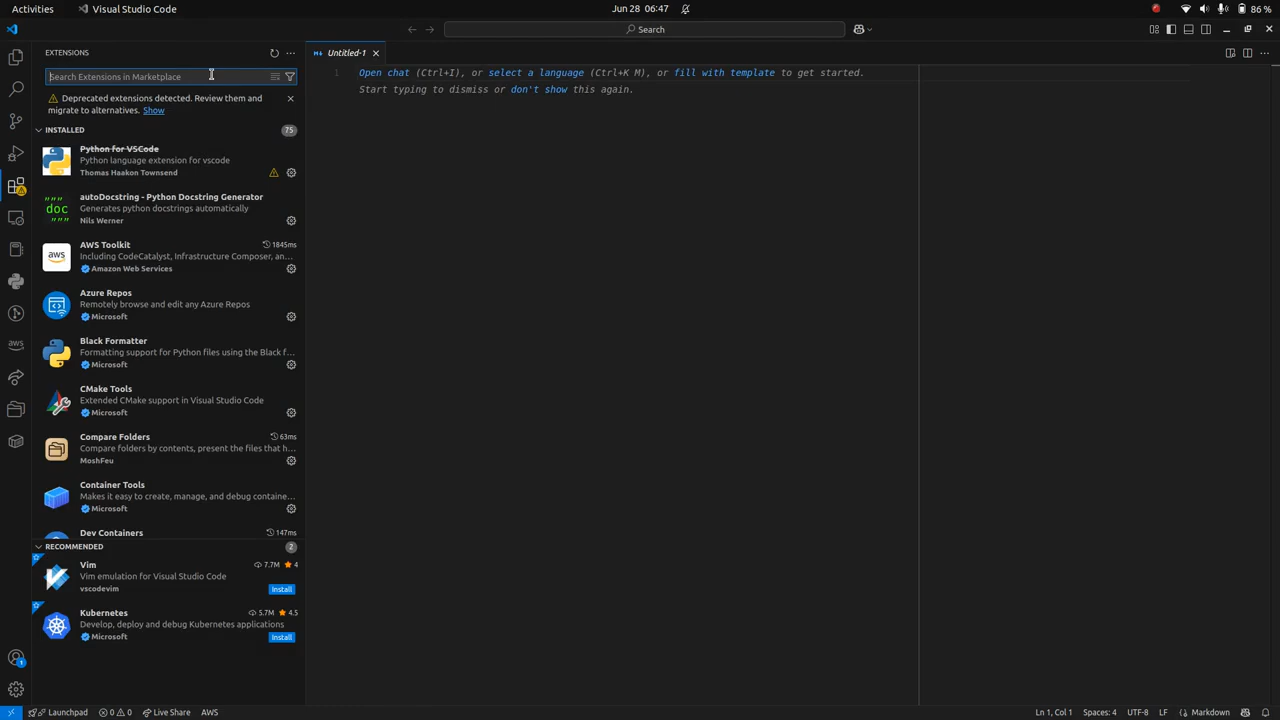 Activities
Visual Studio Code
Jun 28 06:47
86 %
Search
EXTENSIONS
Search Extensions in Marketplace
Deprecated extensions detected. Review them and
migrate to alternatives. Show
INSTALLED
75
Python for VSCode
Python language extension for vscode
Thomas Haakon Townsend
autoDocstring - Python Docstring Generator
"""
doc
"""
Generates python docstrings automatically
Nils Werner
AWS Toolkit
1845ms
aws
Including CodeCatalyst, Infrastructure Composer, an...
Amazon Web Services
Azure Repos
Remotely browse and edit any Azure Repos
Microsoft
Black Formatter
Formatting support for Python files using the Black f...
Microsoft
CMake Tools
Extended CMake support in Visual Studio Code
Microsoft
Compare Folders
63ms
Compare folders by contents, present the files that h...
MoshFeu
Container Tools
Makes it easy to create, manage, and debug containe...
Microsoft
Dev Containers
147ms
RECOMMENDED
2
Vim
7.7M
4
Vim emulation for Visual Studio Code
vscodevim
Install
Kubernetes
5.7M
4.5
Develop, deploy and debug Kubernetes applications
Microsoft
Install
aws
1
Untitled-1
1
Open chat (Ctrl+I), or select a language (Ctrl+K M), or fill with template to get started.
Start typing to dismiss or don't show this again.
Launchpad
0
0
Live Share
AWS
Ln 1, Col 1
Spaces: 4
UTF-8
LF
Markdown